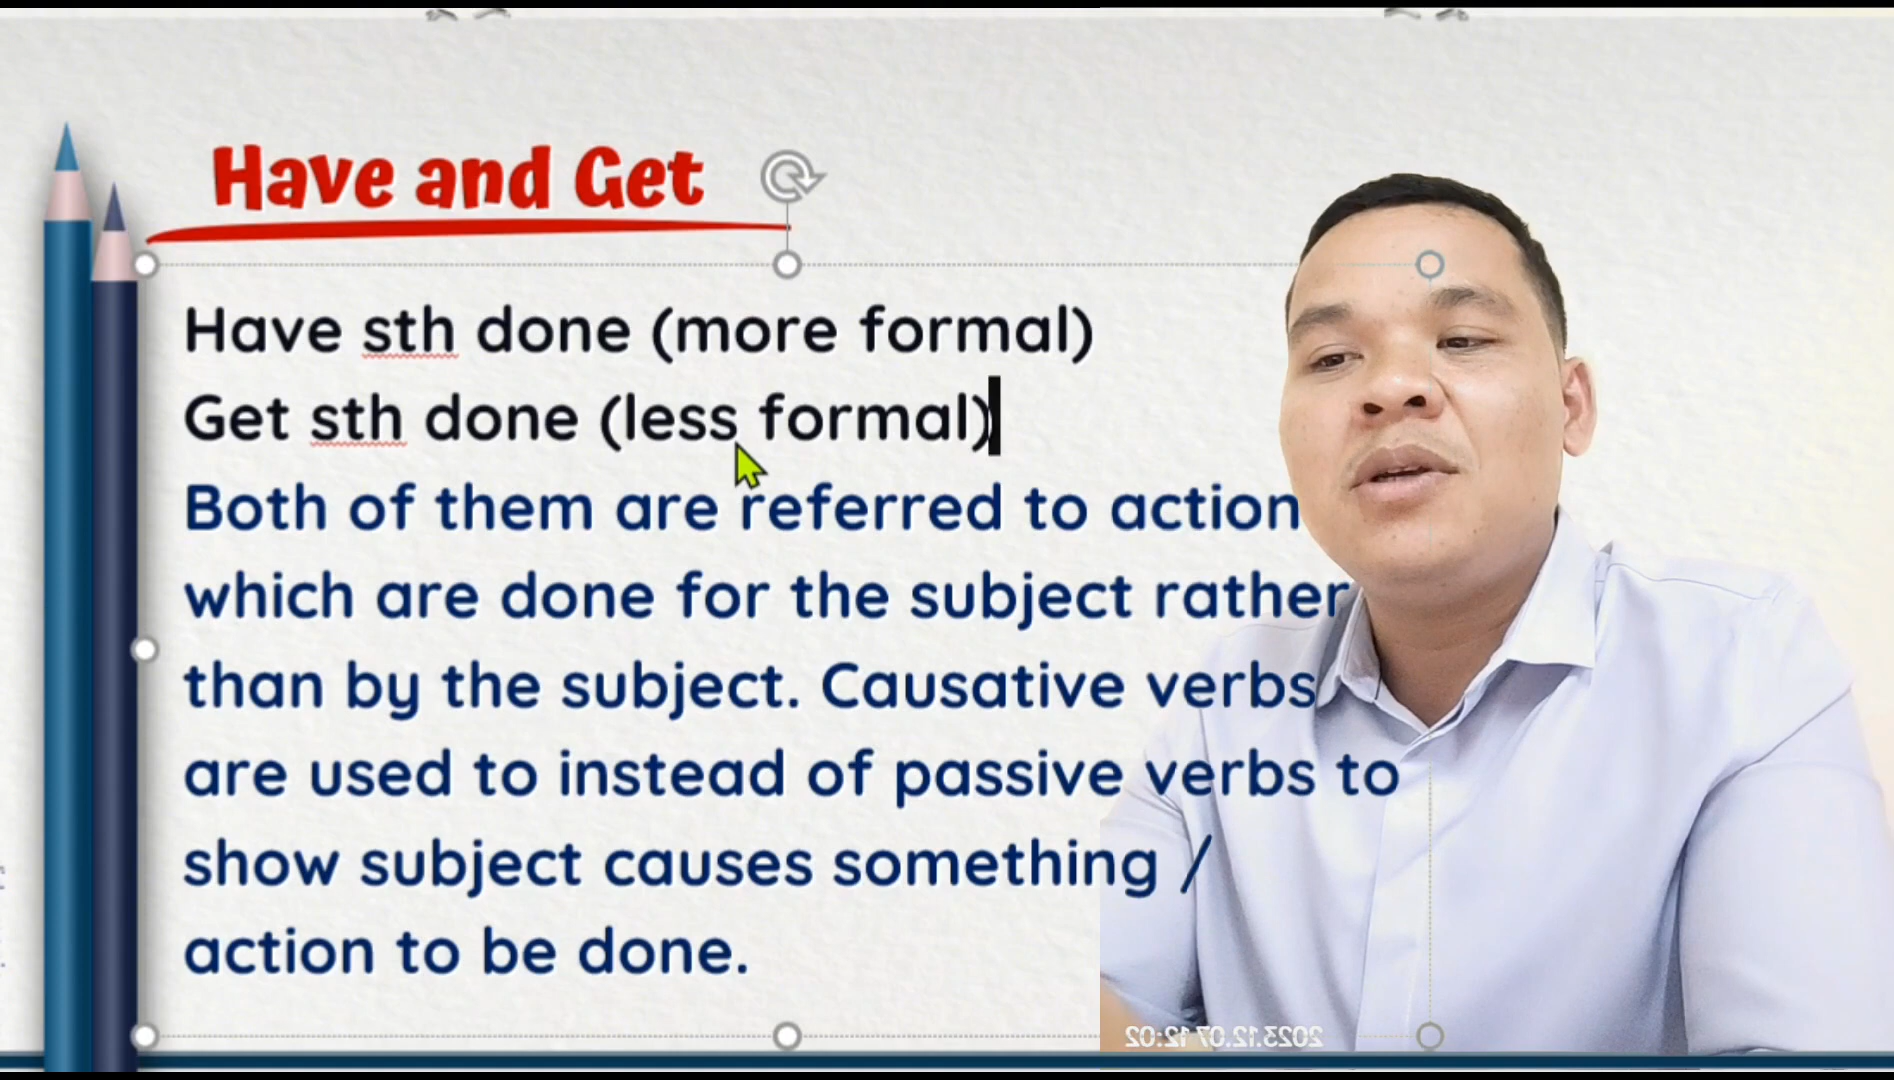 Have and Get
Have sth done (more formal)
Get sth done (less formal)
Both of them are referred to action
which are done for the subject rather
than by the subject. Causative verbs
are used to instead of passive verbs to
show subject causes something /
action to be done.
2023.12.07 12:02